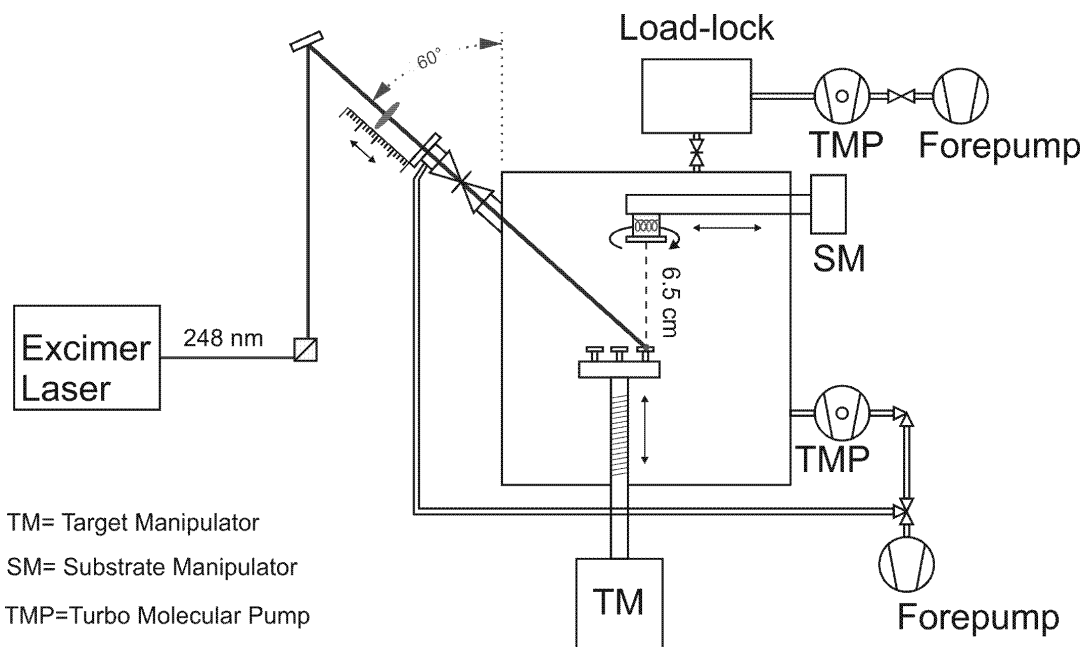 Load-lock
60°
TMP
Forepump
SM
6.5 cm
248 nm
Excimer
Laser
TMP
TM= Target Manipulator
SM= Substrate Manipulator
TMP=Turbo Molecular Pump
TM
Forepump